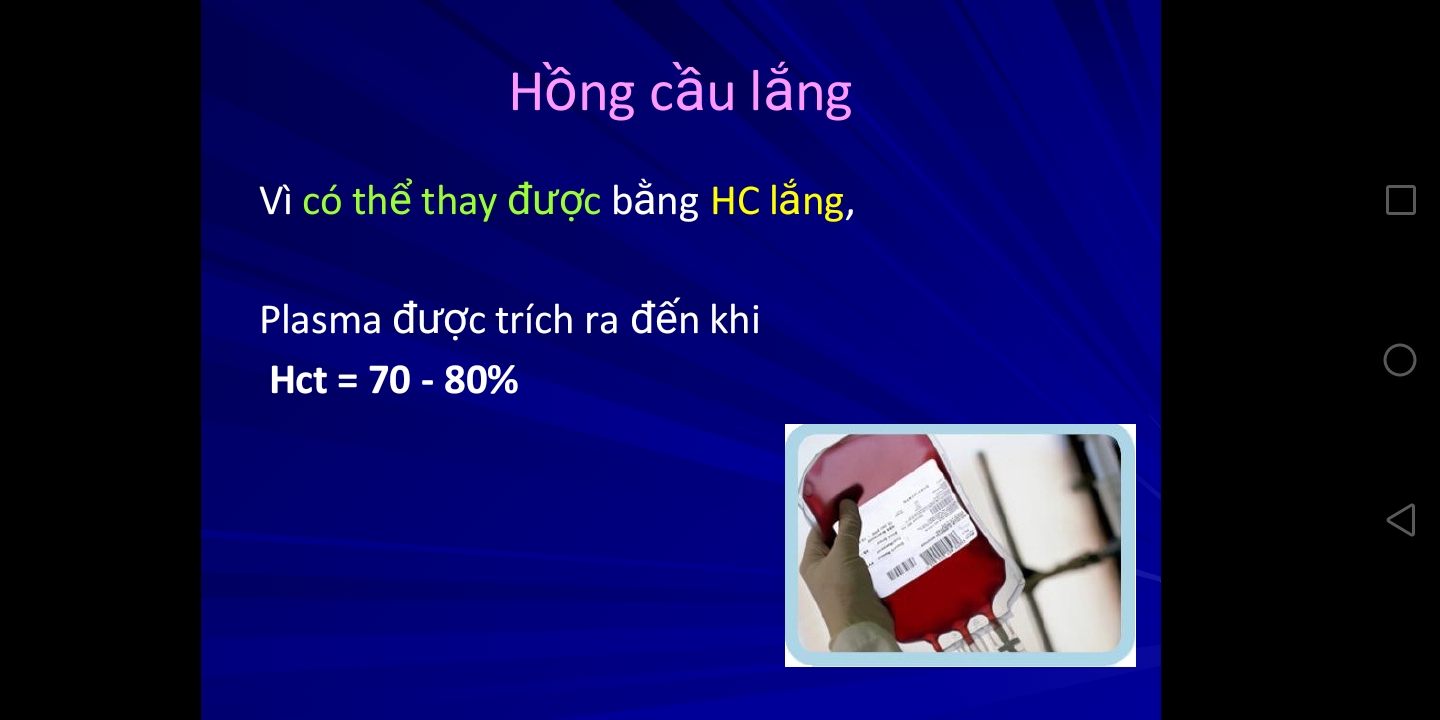 Hồng cầu lắng
Vì có thể thay được bằng HC lắng,
Plasma được trích ra đến khi
Hct = 70 - 80%